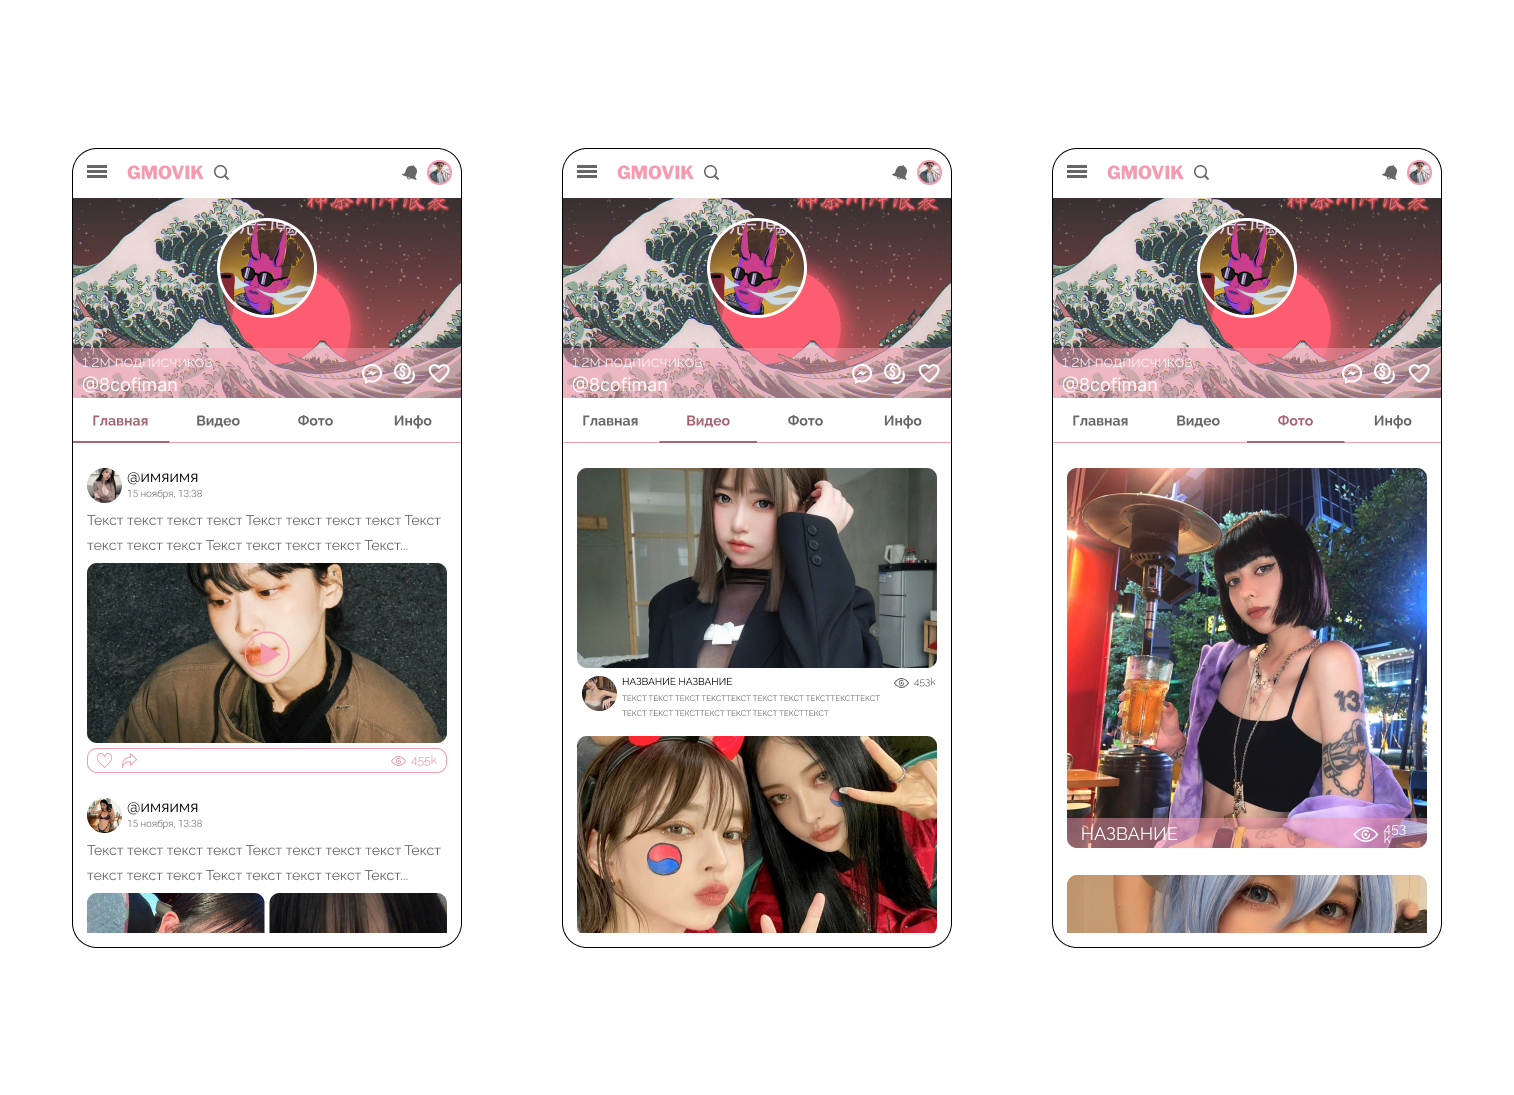 GMOVIK
1.2М ПОДПИСЧИКОВ
@8cofiman
Главная Видео Фото Инфо
@ИМЯИМЯ
15 ноября, 13:38
Текст текст текст текст Текст текст текст текст Текст
текст текст текст Текст текст текст текст Текст...
455k
@ИМЯИМЯ
15 ноября, 13:38
Текст текст текст текст Текст текст текст текст Текст
текст текст текст Текст текст текст текст Текст...
GMOVIK
1.2М ПОДПИСЧИКОВ
@8cofiman
Главная Видео Фото Инфо
НАЗВАНИЕ НАЗВАНИЕ
453k
ТЕКСТ ТЕКСТ ТЕКСТ ТЕКСТТЕКСТ ТЕКСТ ТЕКСТ ТЕКСТТЕКСТТЕКСТ
ТЕКСТ ТЕКСТ ТЕКСТТЕКСТ ТЕКСТ ТЕКСТ ТЕКСТТЕКСТ
GMOVIK
1.2М ПОДПИСЧИКОВ
@8cofiman
Главная Видео Фото Инфо
13
НАЗВАНИЕ
453
k